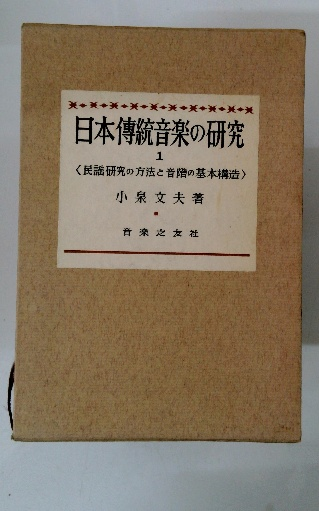 日本傳統音楽の研究
1
〈民謡研究の方法と音階の基本構造〉
小泉文夫著
音楽之友社